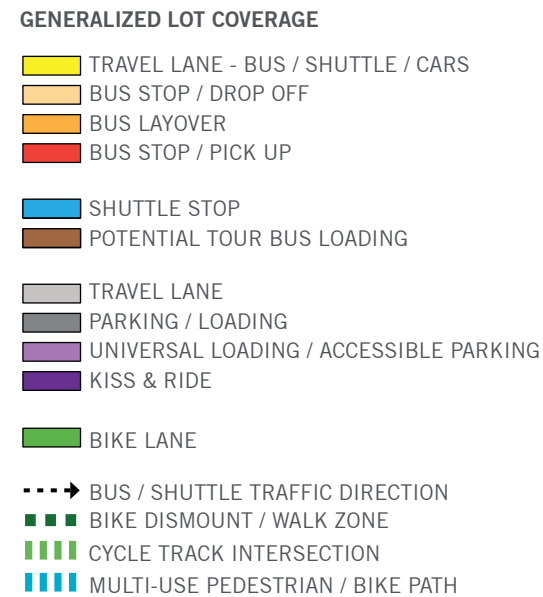 GENERALIZED LOT COVERAGE
TRAVEL LANE - BUS / SHUTTLE / CARS
BUS STOP / DROP OFF
BUS LAYOVER
BUS STOP / PICK UP
SHUTTLE STOP
POTENTIAL TOUR BUS LOADING
TRAVEL LANE
PARKING / LOADING
UNIVERSAL LOADING / ACCESSIBLE PARKING
KISS & RIDE
BIKE LANE
BUS / SHUTTLE TRAFFIC DIRECTION
BIKE DISMOUNT / WALK ZONE
CYCLE TRACK INTERSECTION
MULTI-USE PEDESTRIAN / BIKE PATH